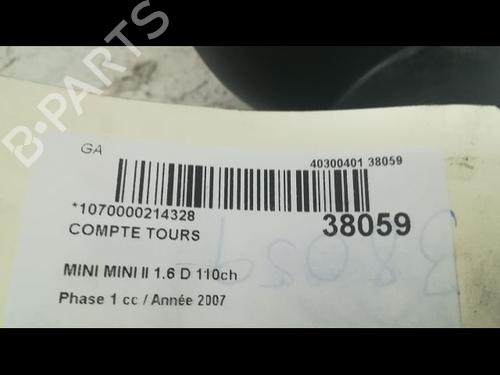 B-PARTS
GA
40300401 38059
*1070000214328
38059
COMPTE TOURS
38059
MINI MINI II 1.6 D 110ch
Phase 1 cc / Année 2007